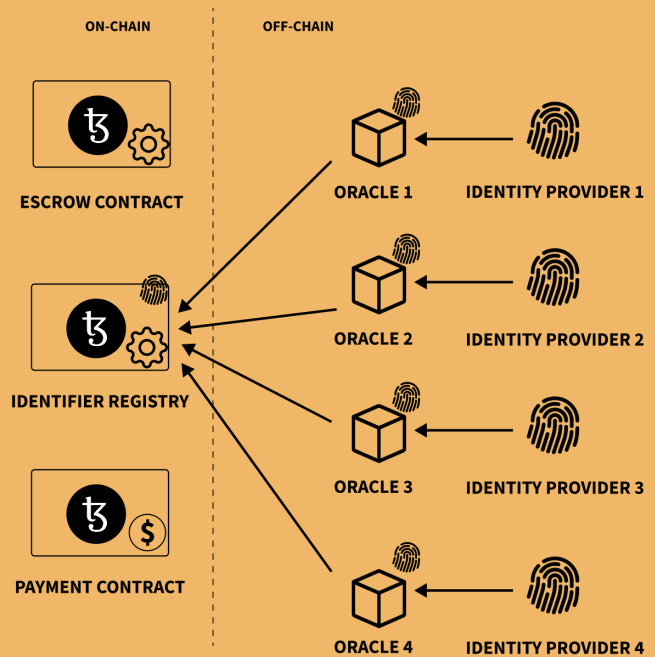 ON-CHAIN
OFF-CHAIN
ESCROW CONTRACT
ORACLE 1
IDENTITY PROVIDER 1
IDENTIFIER REGISTRY
ORACLE 2
IDENTITY PROVIDER 2
ORACLE 3
IDENTITY PROVIDER 3
$
PAYMENT CONTRACT
ORACLE 4
IDENTITY PROVIDER 4